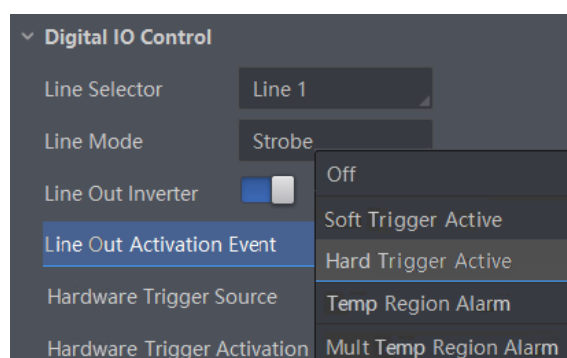 Digital IO Control
Line Selector Line 1
Line Mode Strobe
Off
Line Out Inverter
Soft Trigger Active
Line Out Activation Event
Hard Trigger Active
Hardware Trigger Source Temp Region Alarm
Hardware Trigger Activation Mult Temp Region Alarm